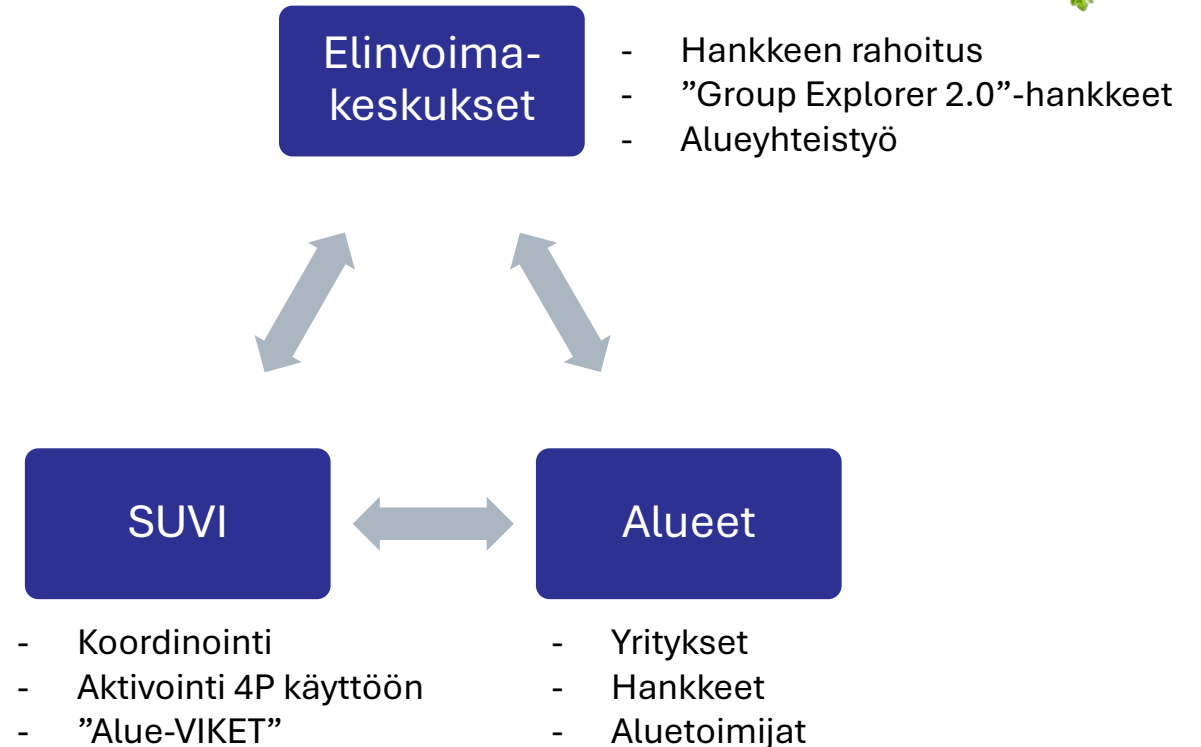 Elinvoima-
keskukset
- Hankkeen rahoitus
- ”Group Explorer 2.0”-hankkeet
- Alueyhteistyö
SUVI
Alueet
- Koordinointi
- Aktivointi 4P käyttöön
- ”Alue-VIKET”
- Yritykset
- Hankkeet
- Aluetoimijat